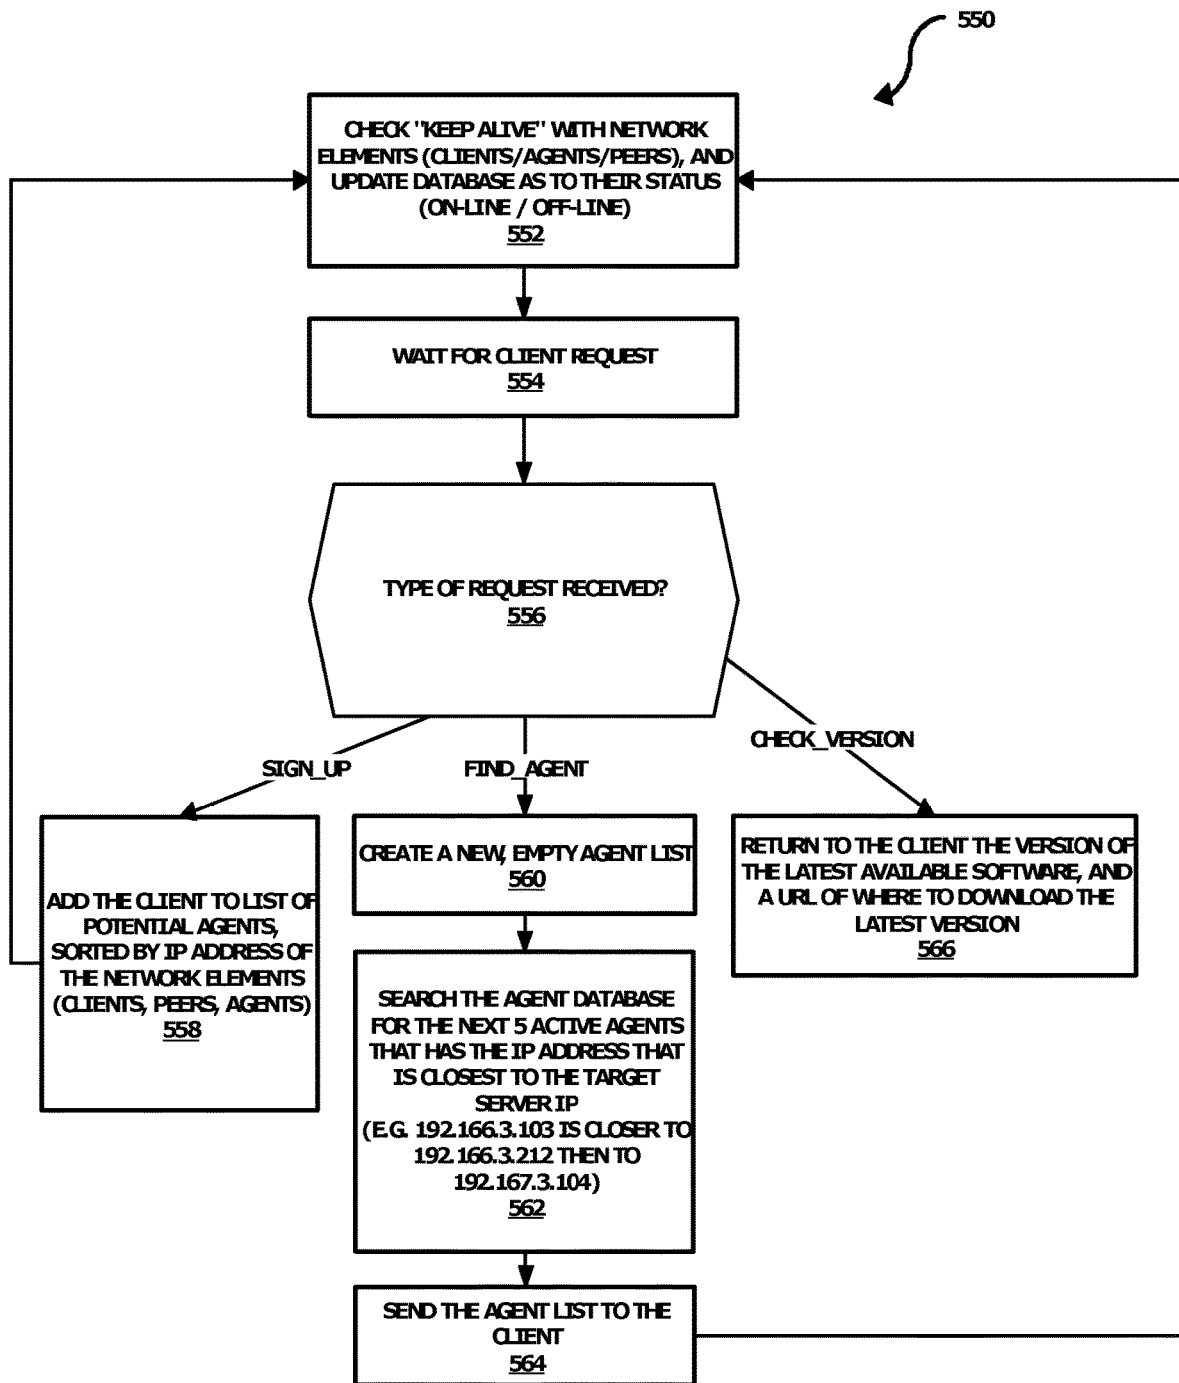 550
CHECK "KEEP ALIVE" WITH NETWORK
ELEMENTS (CLIENTS/AGENTS/PEERS), AND
UPDATE DATABASE AS TO THEIR STATUS
(ON-LINE / OFF-LINE)
552
WAIT FOR CLIENT REQUEST
554
TYPE OF REQUEST RECEIVED?
556
SIGN_UP
FIND_AGENT
CHECK_VERSION
ADD THE CLIENT TO LIST OF
POTENTIAL AGENTS,
SORTED BY IP ADDRESS OF
THE NETWORK ELEMENTS
(CLIENTS, PEERS, AGENTS)
558
CREATE A NEW, EMPTY AGENT LIST
560
SEARCH THE AGENT DATABASE
FOR THE NEXT 5 ACTIVE AGENTS
THAT HAS THE IP ADDRESS THAT
IS CLOSEST TO THE TARGET
SERVER IP
(E.G. 192.166.3.103 IS CLOSER TO
192.166.3.212 THEN TO
192.167.3.104)
562
SEND THE AGENT LIST TO THE
CLIENT
564
RETURN TO THE CLIENT THE VERSION OF
THE LATEST AVAILABLE SOFTWARE, AND
A URL OF WHERE TO DOWNLOAD THE
LATEST VERSION
566